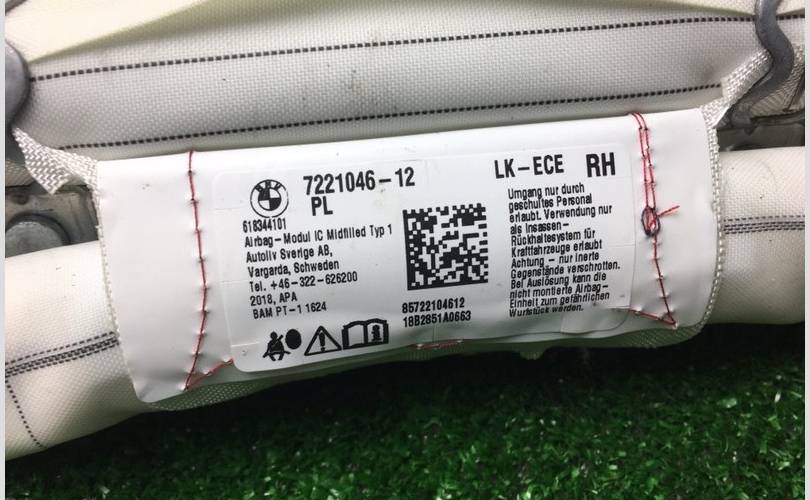 BMW
7221046-12
PL
618344101
Airbag-Modul IC Midfilled Typ 1
Autoliv Sverige AB,
Vargarda, Schweden
Tel. +46-322-626200
2018, APA
BAM PT-1 1624
85722104612
18B2851A0663
LK-ECE RH
Umgang nur durch
geschultes Personal
erlaubt. Verwendung nur
als Insassen-
Rückhaltesystem für
Kraftfahrzeuge erlaubt
Achtung - nur inerte
Gegenstände verschrotten.
Bei Auslösung kann die
nicht montierte Airbag-
Einheit zum gefährlichen
Wurfstück werden.